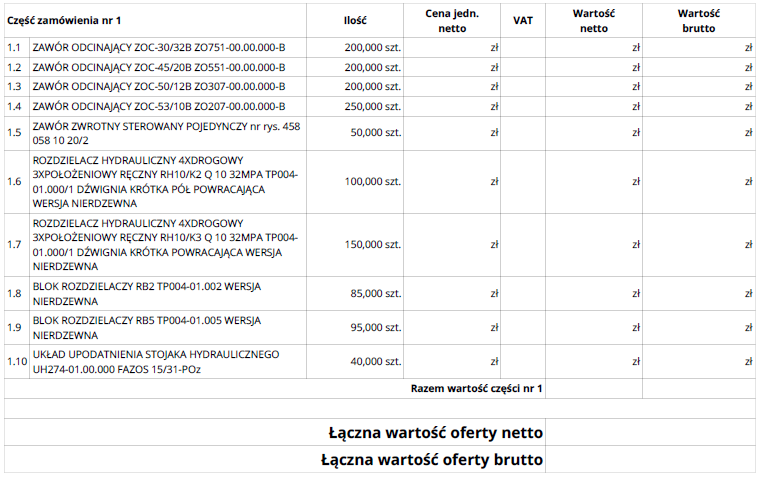 Część zamówienia nr 1 Ilość Cena jedn. netto VAT Wartość netto Wartość brutto
1.1 ZAWÓR ODCINAJĄCY ZOC-30/32B ZO751-00.00.000-B 200,000 szt. zł zł zł
1.2 ZAWÓR ODCINAJĄCY ZOC-45/20B ZO551-00.00.000-B 200,000 szt. zł zł zł
1.3 ZAWÓR ODCINAJĄCY ZOC-50/12B ZO307-00.00.000-B 200,000 szt. zł zł zł
1.4 ZAWÓR ODCINAJĄCY ZOC-53/10B ZO207-00.00.000-B 250,000 szt. zł zł zł
1.5 ZAWÓR ZWROTNY STEROWANY POJEDYNCZY nr rys. 458
058 10 20/2 50,000 szt. zł zł zł
1.6 ROZDZIELACZ HYDRAULICZNY 4XDROGOWY
3XPOŁOŻENIOWY RĘCZNY RH10/K2 Q 10 32MPA TP004-
01.000/1 DŹWIGNIA KRÓTKA PÓŁ POWRACAJĄCA
WERSJA NIERDZEWNA 100,000 szt. zł zł zł
1.7 ROZDZIELACZ HYDRAULICZNY 4XDROGOWY
3XPOŁOŻENIOWY RĘCZNY RH10/K3 Q 10 32MPA TP004-
01.000/1 DŹWIGNIA KRÓTKA POWRACAJĄCA WERSJA
NIERDZEWNA 150,000 szt. zł zł zł
1.8 BLOK ROZDZIELACZY RB2 TP004-01.002 WERSJA
NIERDZEWNA 85,000 szt. zł zł zł
1.9 BLOK ROZDZIELACZY RB5 TP004-01.005 WERSJA
NIERDZEWNA 95,000 szt. zł zł zł
1.10 UKŁAD UPODATNIENIA STOJAKA HYDRAULICZNEGO
UH274-01.00.000 FAZOS 15/31-POz 40,000 szt. zł zł zł
Razem wartość części nr 1
Łączna wartość oferty netto
Łączna wartość oferty brutto